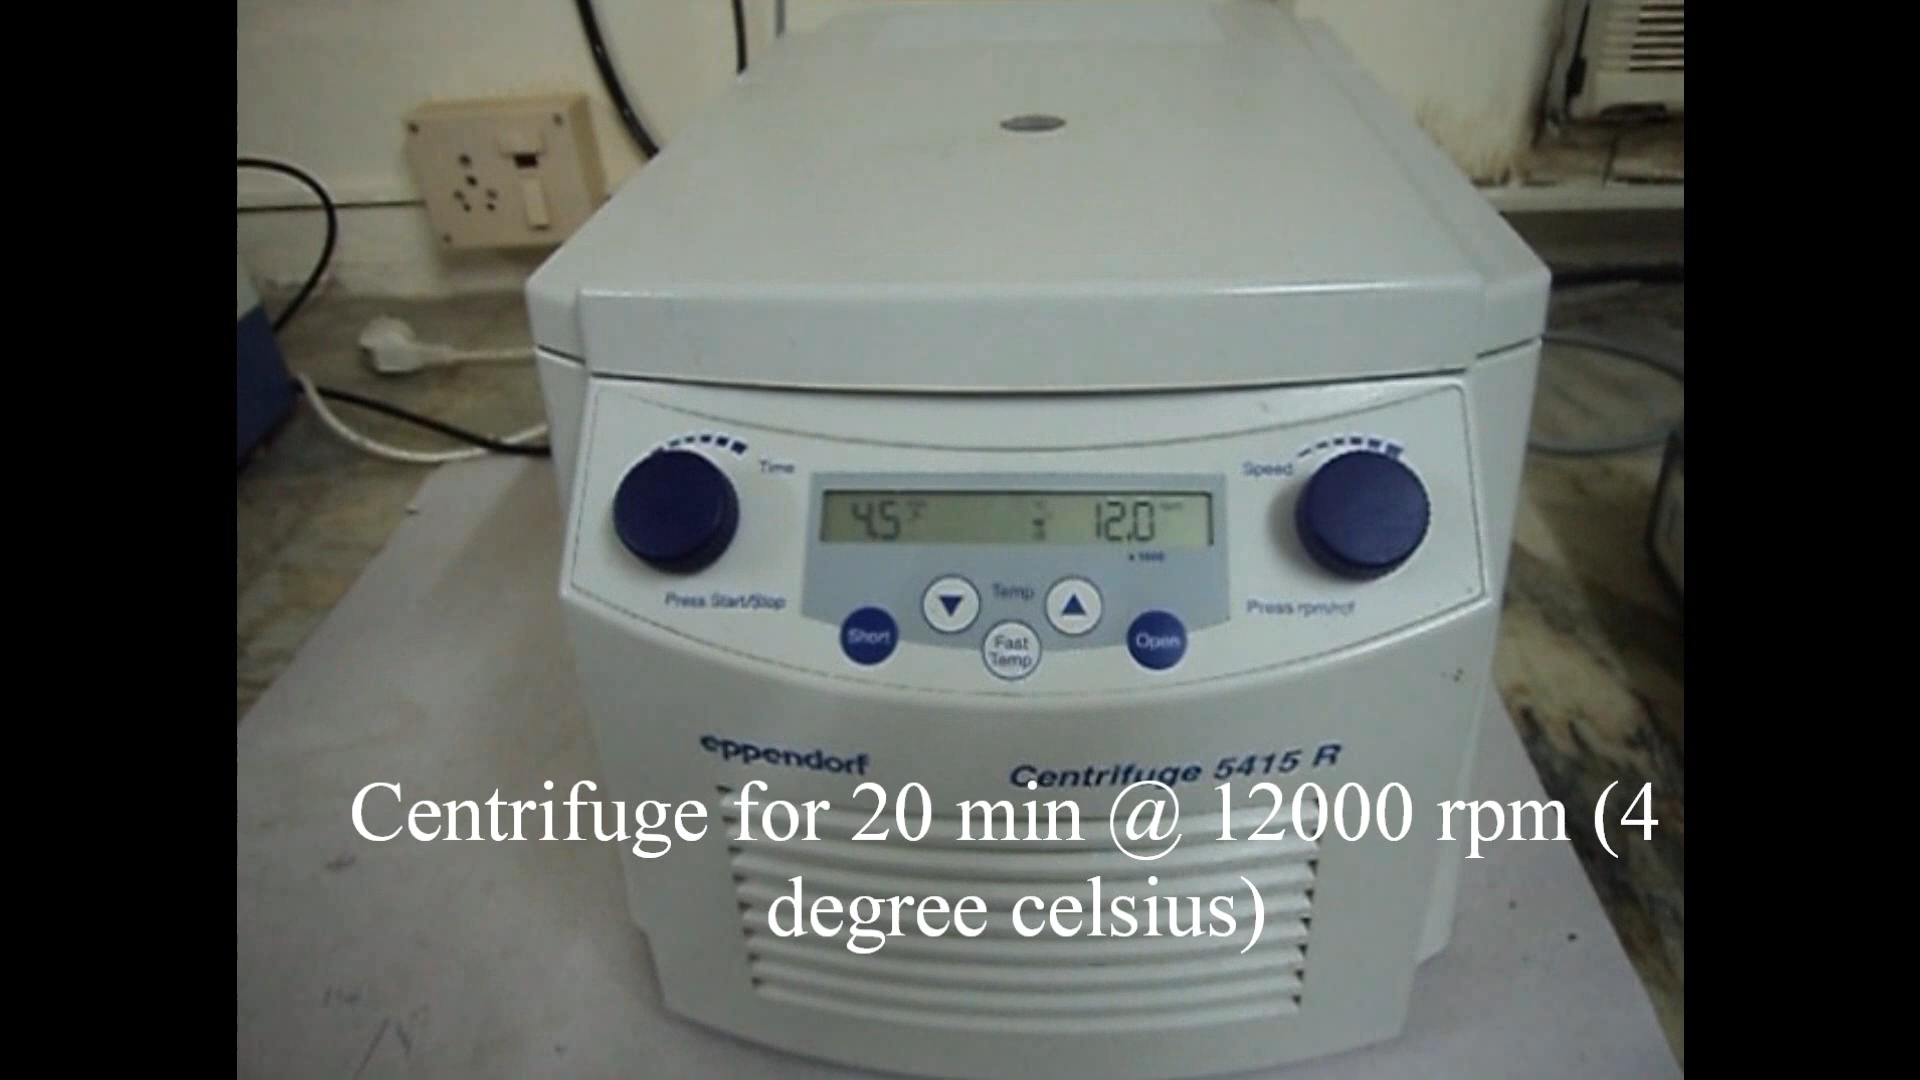 Time
Speed
4.5
12.0
rpm
x 1000
Press Start/Stop
Temp
Press rpm/rcf
Short
Fast
Temp
Open
eppendorf
Centrifuge 5415 R
Centrifuge for 20 min @ 12000 rpm (4
degree celsius)